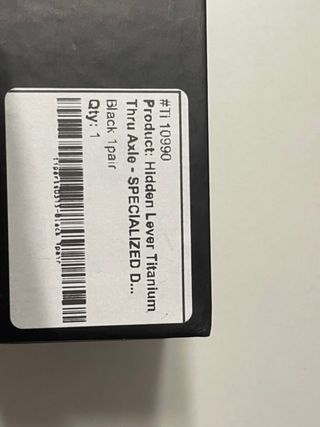 #Ti 10990
Product: Hidden Lever Titanium
Thru Axle - SPECIALIZED D...
Black 1pair
Qty: 1